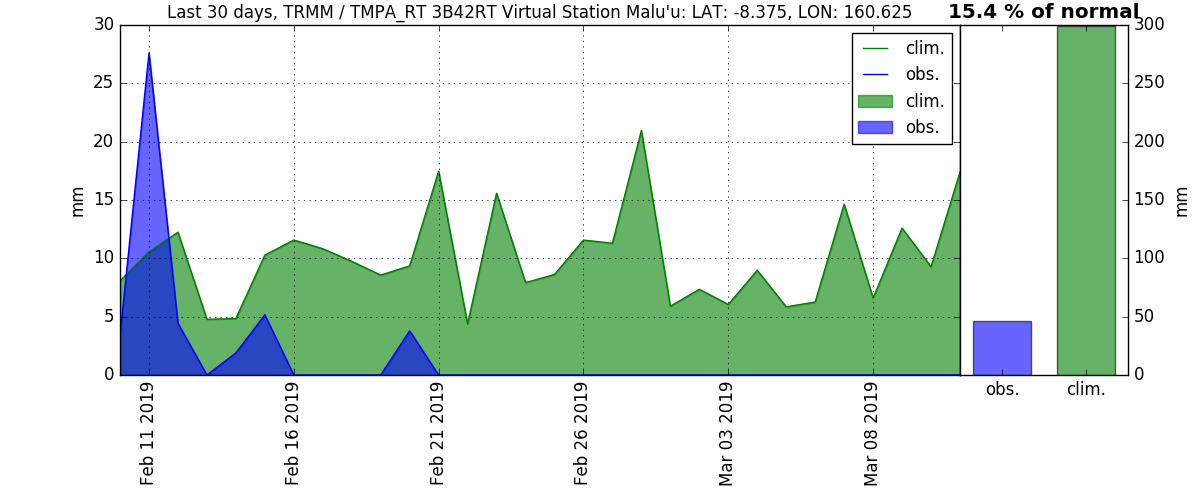 Last 30 days, TRMM / TMPA_RT 3B42RT Virtual Station Malu'u: LAT: -8.375, LON: 160.625
15.4 % of normal
30
25
20
15
10
5
0
mm
clim.
obs.
clim.
obs.
300
250
200
150
100
50
0
mm
Feb 11 2019
Feb 16 2019
Feb 21 2019
Feb 26 2019
Mar 03 2019
Mar 08 2019
obs.
clim.